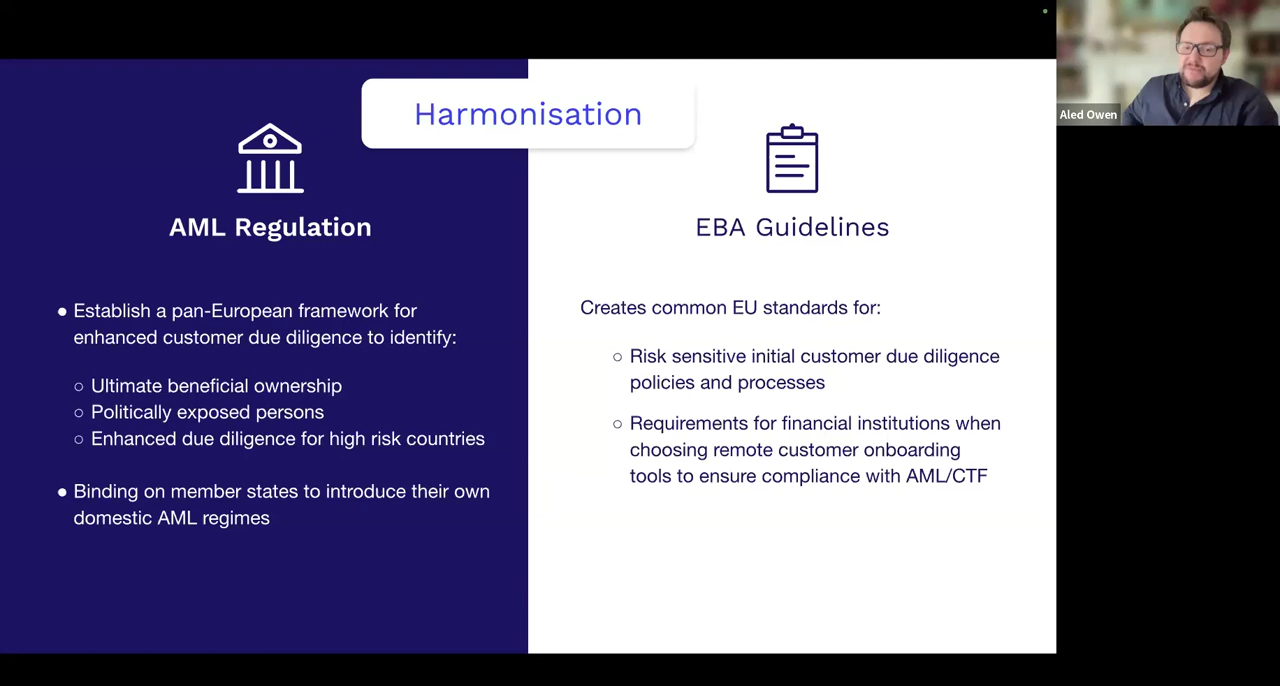 Harmonisation
AML Regulation
● Establish a pan-European framework for
enhanced customer due diligence to identify:
○ Ultimate beneficial ownership
○ Politically exposed persons
○ Enhanced due diligence for high risk countries
● Binding on member states to introduce their own
domestic AML regimes
EBA Guidelines
Creates common EU standards for:
○ Risk sensitive initial customer due diligence
policies and processes
○ Requirements for financial institutions when
choosing remote customer onboarding
tools to ensure compliance with AML/CTF
Aled Owen